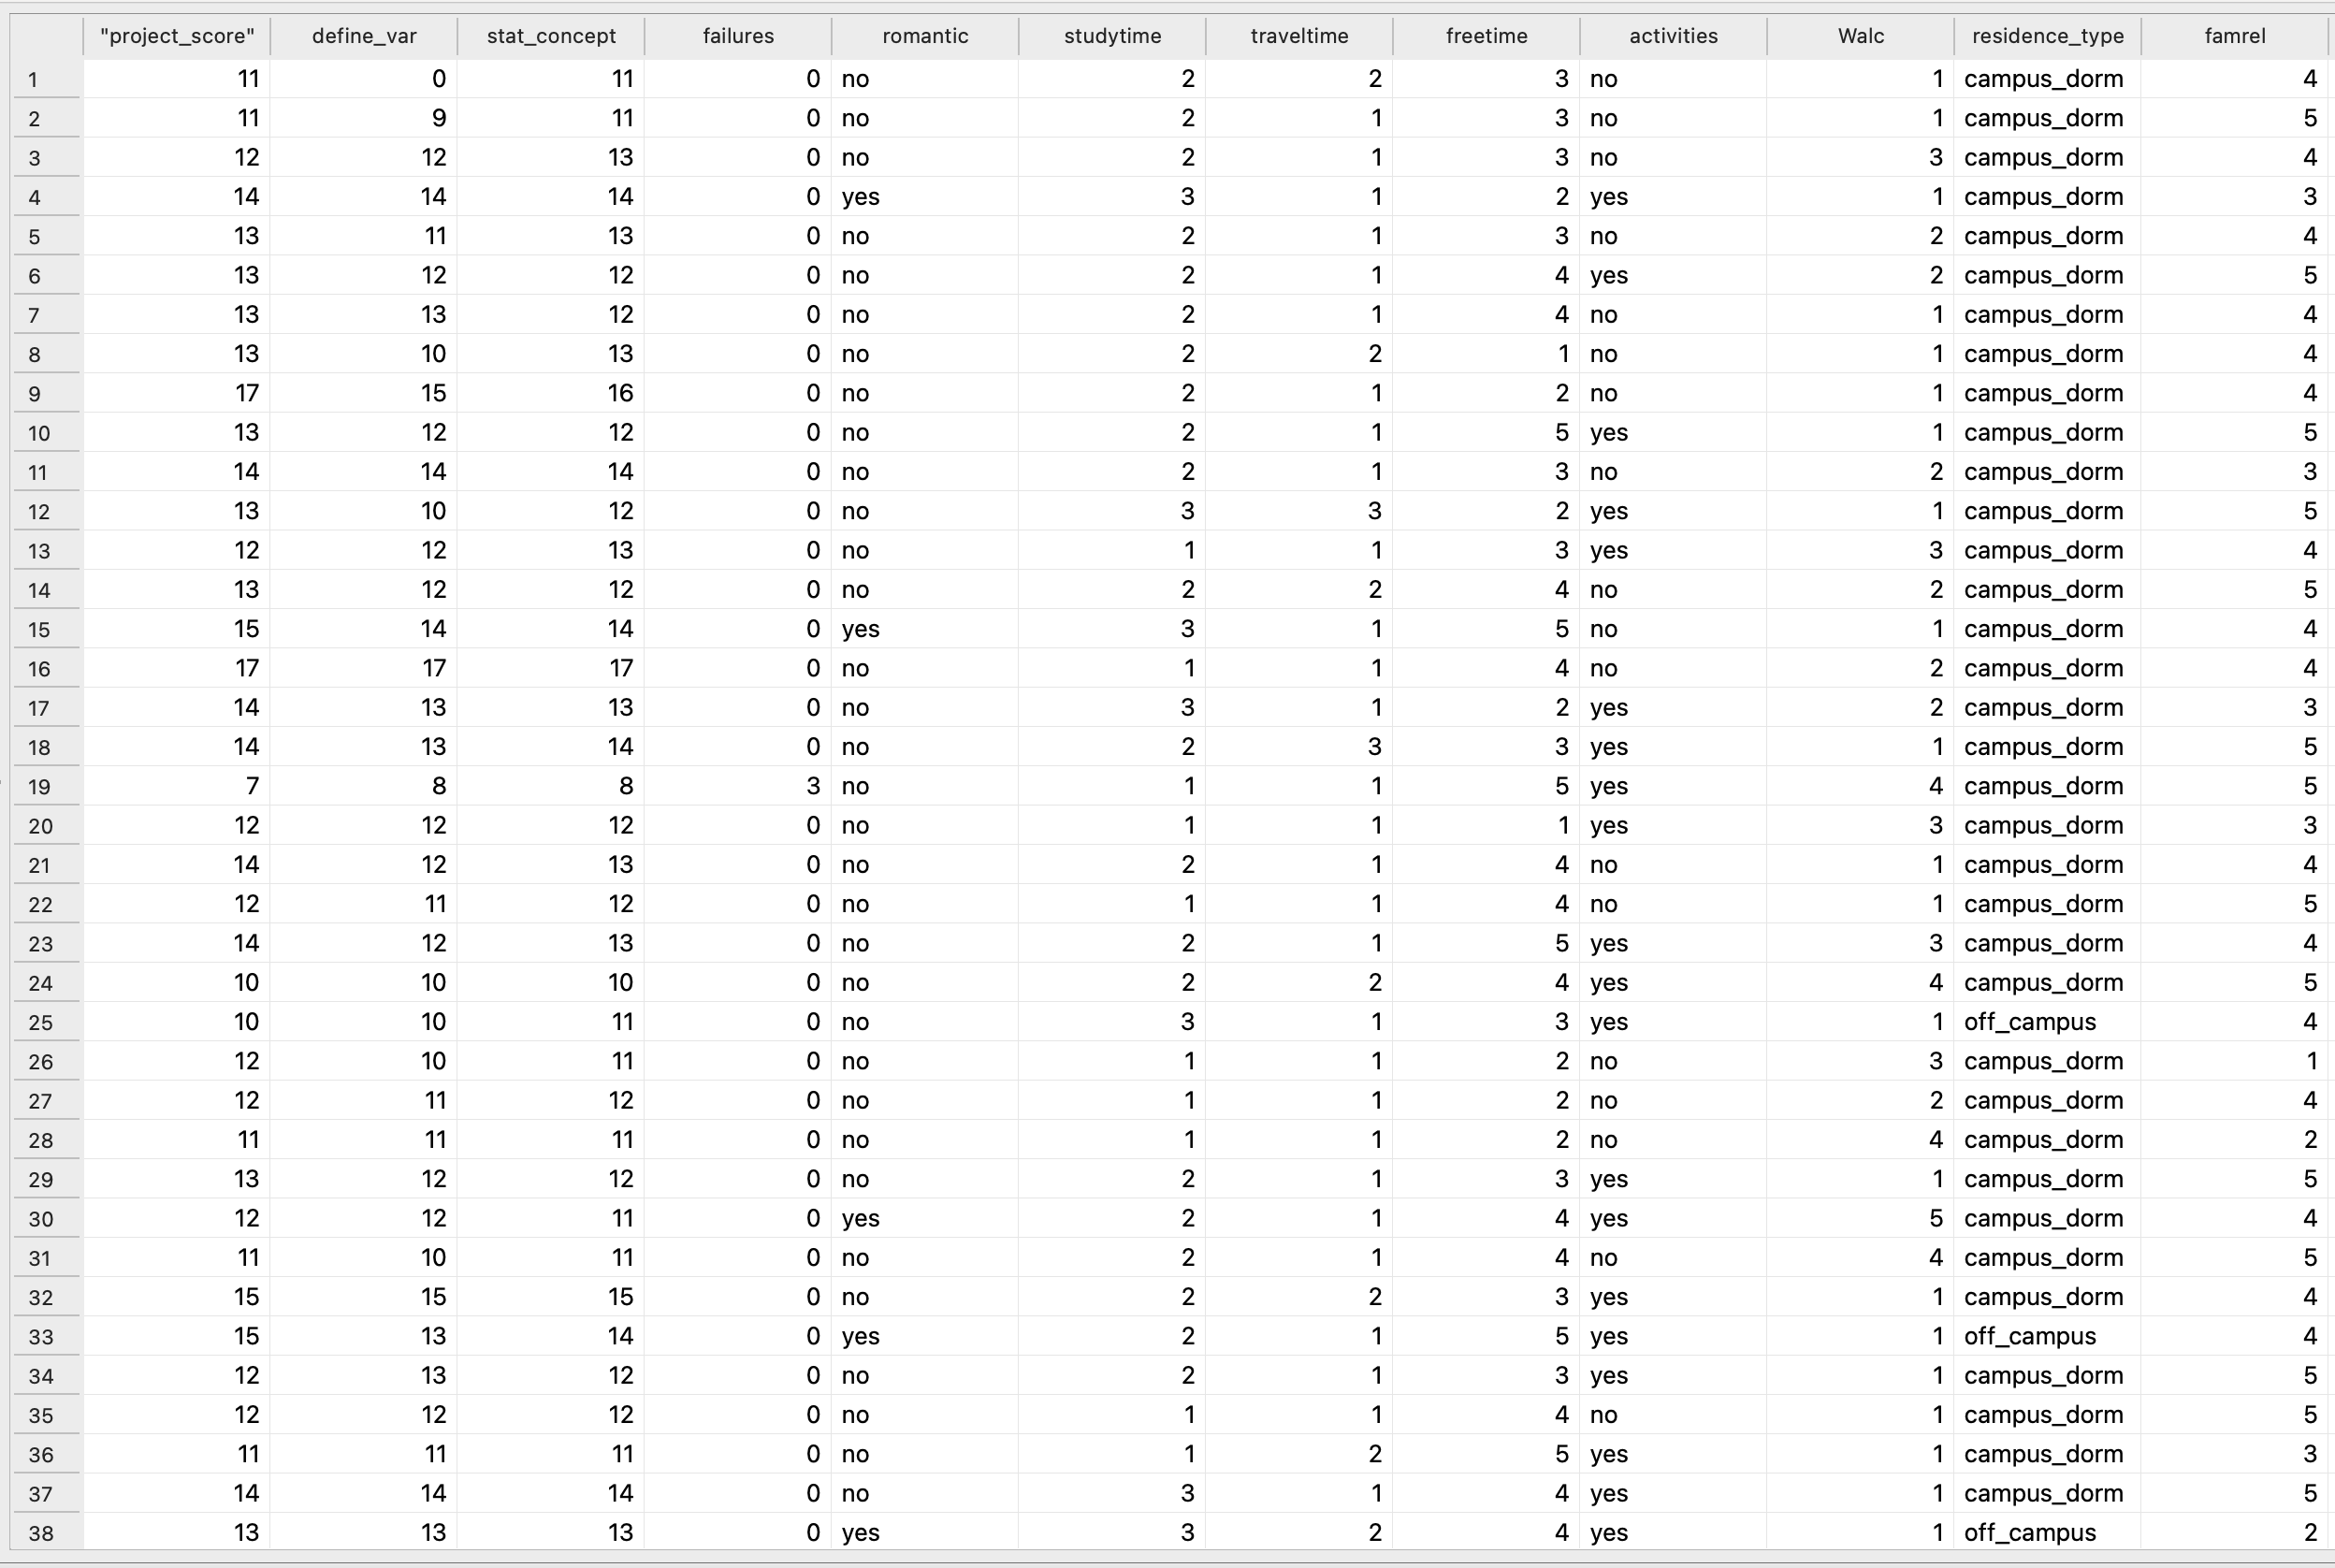 "project_score" define_var stat_concept failures romantic studytime traveltime freetime activities Walc residence_type famrel
1 11 0 11 0 no 2 2 3 no 1 campus_dorm 4
2 11 9 11 0 no 2 1 3 no 1 campus_dorm 5
3 12 12 13 0 no 2 1 3 no 3 campus_dorm 4
4 14 14 14 0 yes 3 1 2 yes 1 campus_dorm 3
5 13 11 13 0 no 2 1 3 no 2 campus_dorm 4
6 13 12 12 0 no 2 1 4 yes 2 campus_dorm 5
7 13 13 12 0 no 2 1 4 no 1 campus_dorm 4
8 13 10 13 0 no 2 2 1 no 1 campus_dorm 4
9 17 15 16 0 no 2 1 2 no 1 campus_dorm 4
10 13 12 12 0 no 2 1 5 yes 1 campus_dorm 5
11 14 14 14 0 no 2 1 3 no 2 campus_dorm 3
12 13 10 12 0 no 3 3 2 yes 1 campus_dorm 5
13 12 12 13 0 no 1 1 3 yes 3 campus_dorm 4
14 13 12 12 0 no 2 2 4 no 2 campus_dorm 5
15 15 14 14 0 yes 3 1 5 no 1 campus_dorm 4
16 17 17 17 0 no 1 1 4 no 2 campus_dorm 4
17 14 13 13 0 no 3 1 2 yes 2 campus_dorm 3
18 14 13 14 0 no 2 3 3 yes 1 campus_dorm 5
19 7 8 8 3 no 1 1 5 yes 4 campus_dorm 5
20 12 12 12 0 no 1 1 1 yes 3 campus_dorm 3
21 14 12 13 0 no 2 1 4 no 1 campus_dorm 4
22 12 11 12 0 no 1 1 4 no 1 campus_dorm 5
23 14 12 13 0 no 2 1 5 yes 3 campus_dorm 4
24 10 10 10 0 no 2 2 4 yes 4 campus_dorm 5
25 10 10 11 0 no 3 1 3 yes 1 off_campus 4
26 12 10 11 0 no 1 1 2 no 3 campus_dorm 1
27 12 11 12 0 no 1 1 2 no 2 campus_dorm 4
28 11 11 11 0 no 1 1 2 no 4 campus_dorm 2
29 13 12 12 0 no 2 1 3 yes 1 campus_dorm 5
30 12 12 11 0 yes 2 1 4 yes 5 campus_dorm 4
31 11 10 11 0 no 2 1 4 no 4 campus_dorm 5
32 15 15 15 0 no 2 2 3 yes 1 campus_dorm 4
33 15 13 14 0 yes 2 1 5 yes 1 off_campus 4
34 12 13 12 0 no 2 1 3 yes 1 campus_dorm 5
35 12 12 12 0 no 1 1 4 no 1 campus_dorm 5
36 11 11 11 0 no 1 2 5 yes 1 campus_dorm 3
37 14 14 14 0 no 3 1 4 yes 1 campus_dorm 5
38 13 13 13 0 yes 3 2 4 yes 1 off_campus 2